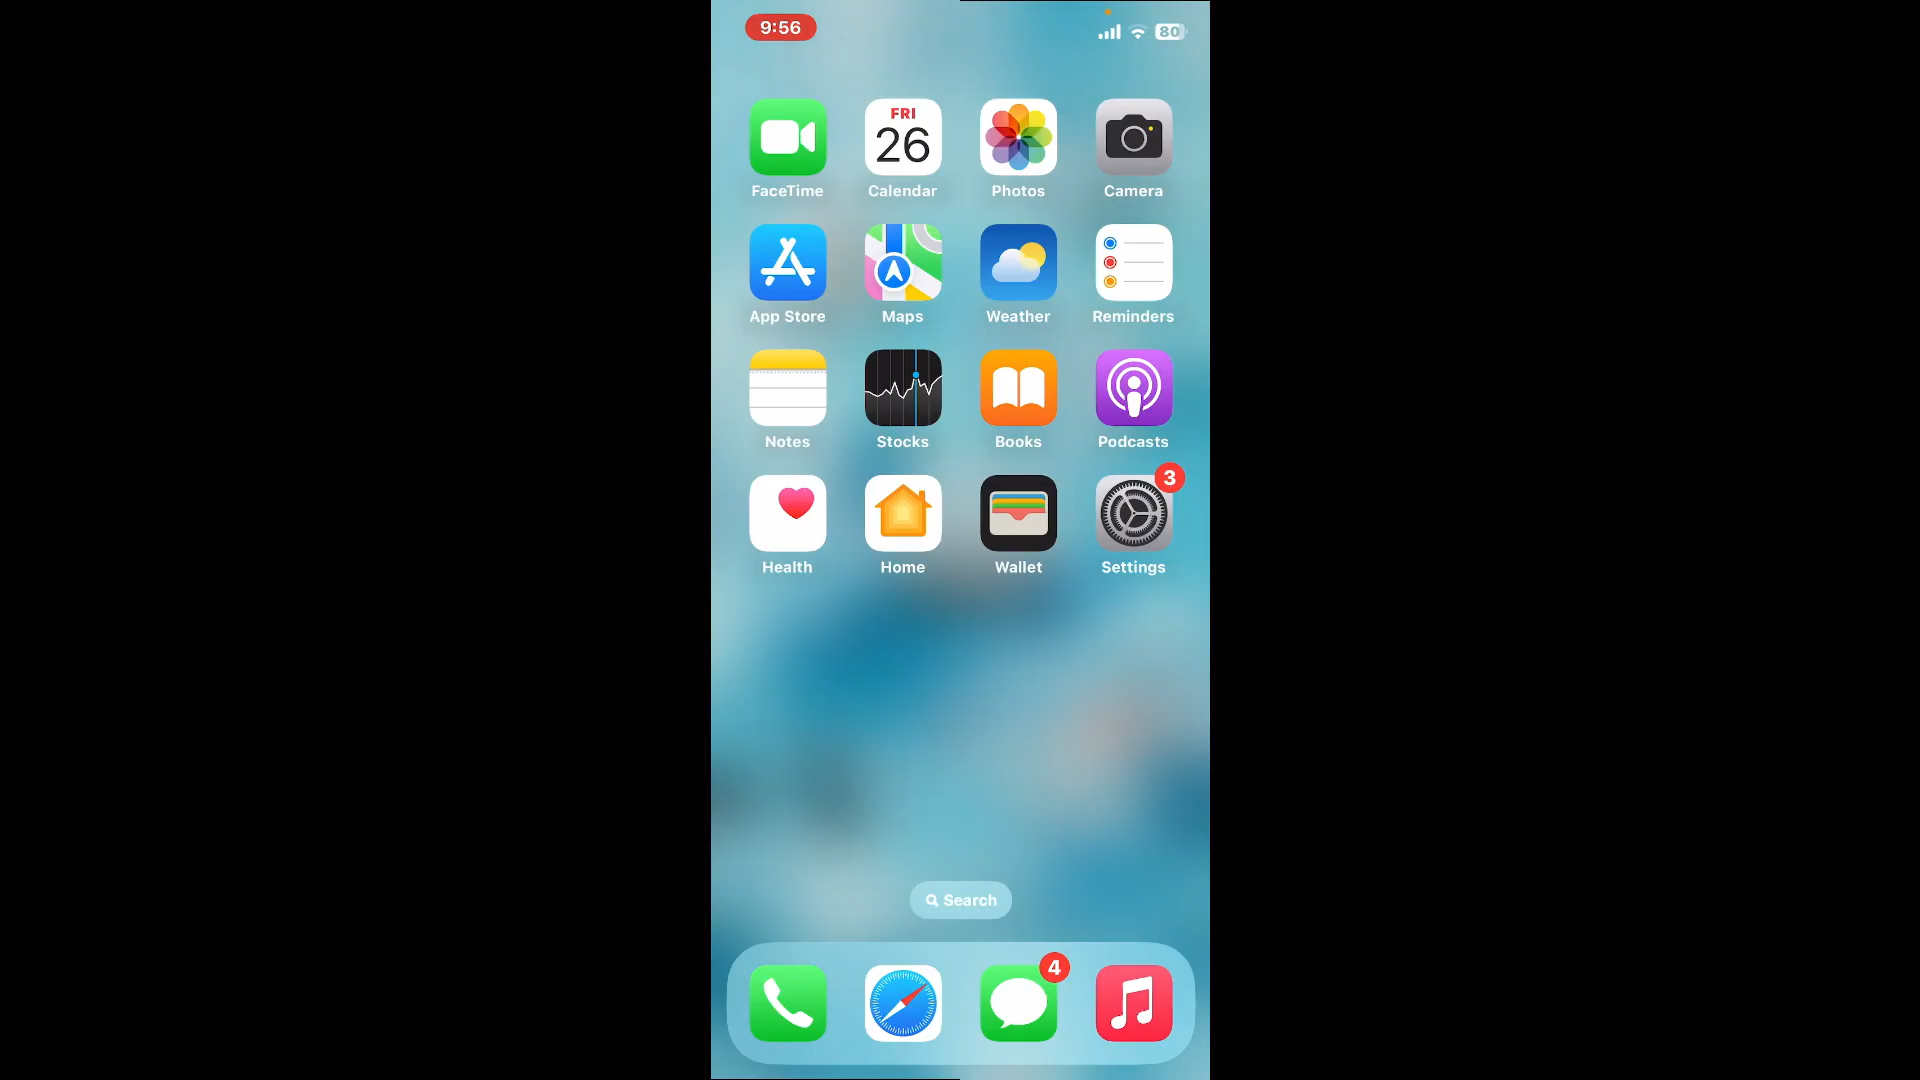 9:56
80
FRI
26
FaceTime
Calendar
Photos
Camera
App Store
Maps
Weather
Reminders
Notes
Stocks
Books
Podcasts
3
Health
Home
Wallet
Settings
Search
4